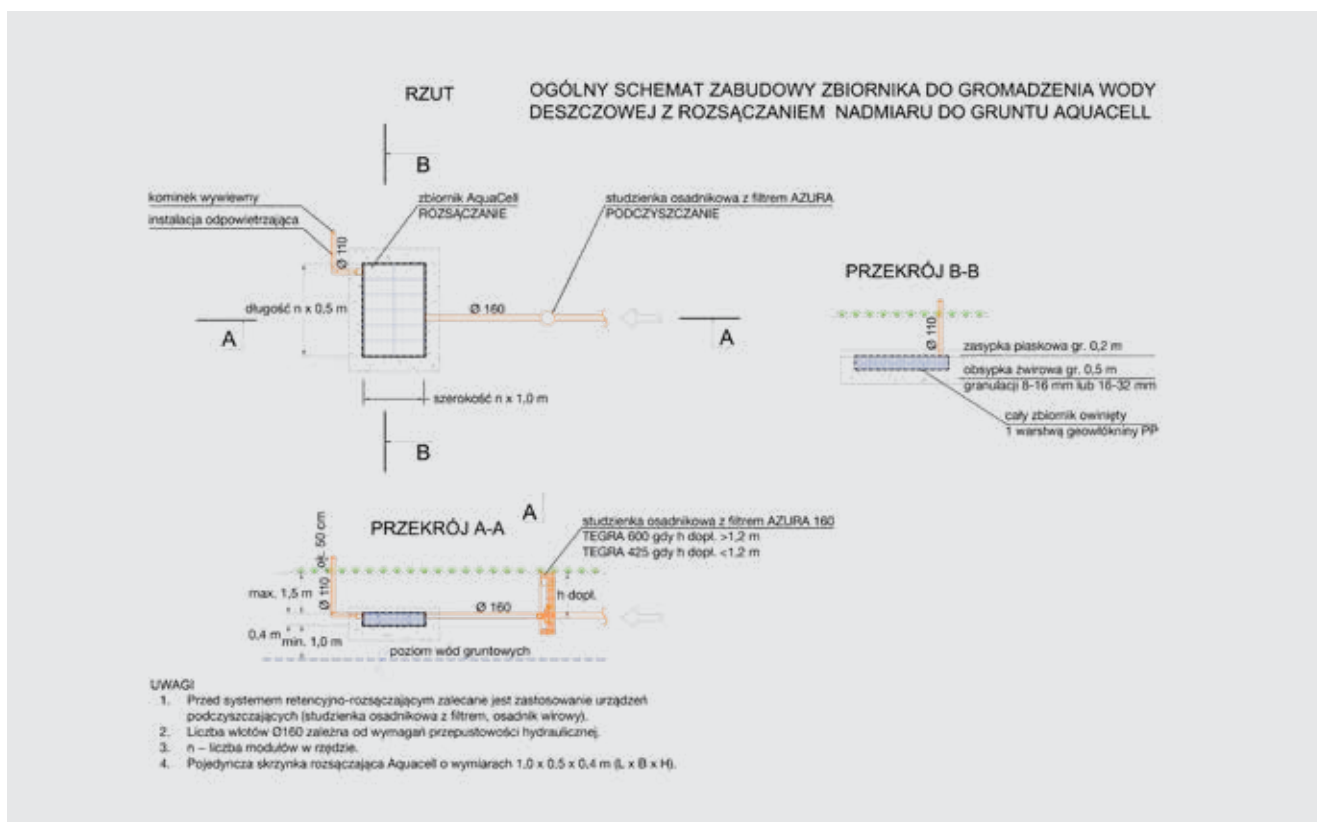 RZUT
OGÓLNY SCHEMAT ZABUDOWY ZBIORNIKA DO GROMADZENIA WODY
DESZCZOWEJ Z ROZSĄCZANIEM NADMIARU DO GRUNTU AQUACELL
B
kominek wywiewny
instalacja odpowietrzająca
zbiornik AquaCell
ROZSĄCZANIE
studzienka osadnikowa z filtrem AZURA
PODCZYSZCZANIE
Ø 110
długość n x 0,5 m
Ø 160
A
A
szerokość n x 1,0 m
B
PRZEKRÓJ B-B
Ø 110
zasypka piaskowa gr. 0,2 m
obsypka żwirowa gr. 0,5 m
granulacji 8-16 mm lub 16-32 mm
cały zbiornik owinięty
1 warstwą geowłókniny PP
PRZEKRÓJ A-A
A
studzienka osadnikowa z filtrem AZURA 160
TEGRA 600 gdy h dopł. >1,2 m
TEGRA 425 gdy h dopł. <1,2 m
ok. 50 cm
max. 1,5 m
Ø 110
Ø 160
h dopł.
0,4 m
min. 1,0 m
poziom wód gruntowych
UWAGI
1. Przed systemem retencyjno-rozsączającym zalecane jest zastosowanie urządzeń
podczyszczających (studzienka osadnikowa z filtrem, osadnik wirowy).
2. Liczba wlotów Ø160 zależna od wymagań przepustowości hydraulicznej.
3. n – liczba modułów w rzędzie.
4. Pojedyncza skrzynka rozsączająca Aquacell o wymiarach 1,0 x 0,5 x 0,4 m (L x B x H).